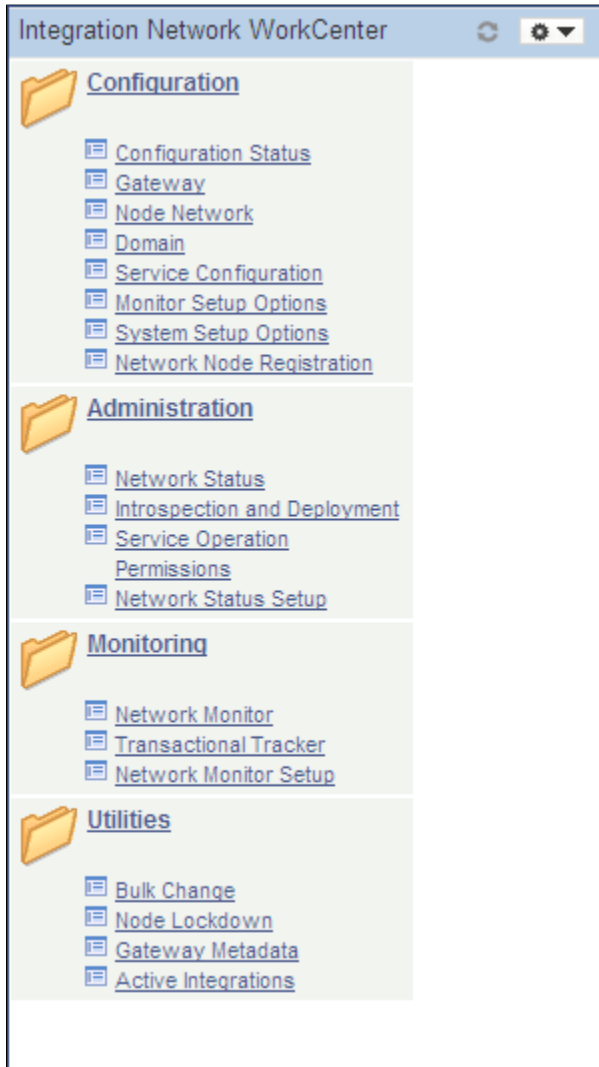 Integration Network WorkCenter
Configuration
Configuration Status
Gateway
Node Network
Domain
Service Configuration
Monitor Setup Options
System Setup Options
Network Node Registration
Administration
Network Status
Introspection and Deployment
Service Operation
Permissions
Network Status Setup
Monitoring
Network Monitor
Transactional Tracker
Network Monitor Setup
Utilities
Bulk Change
Node Lockdown
Gateway Metadata
Active Integrations